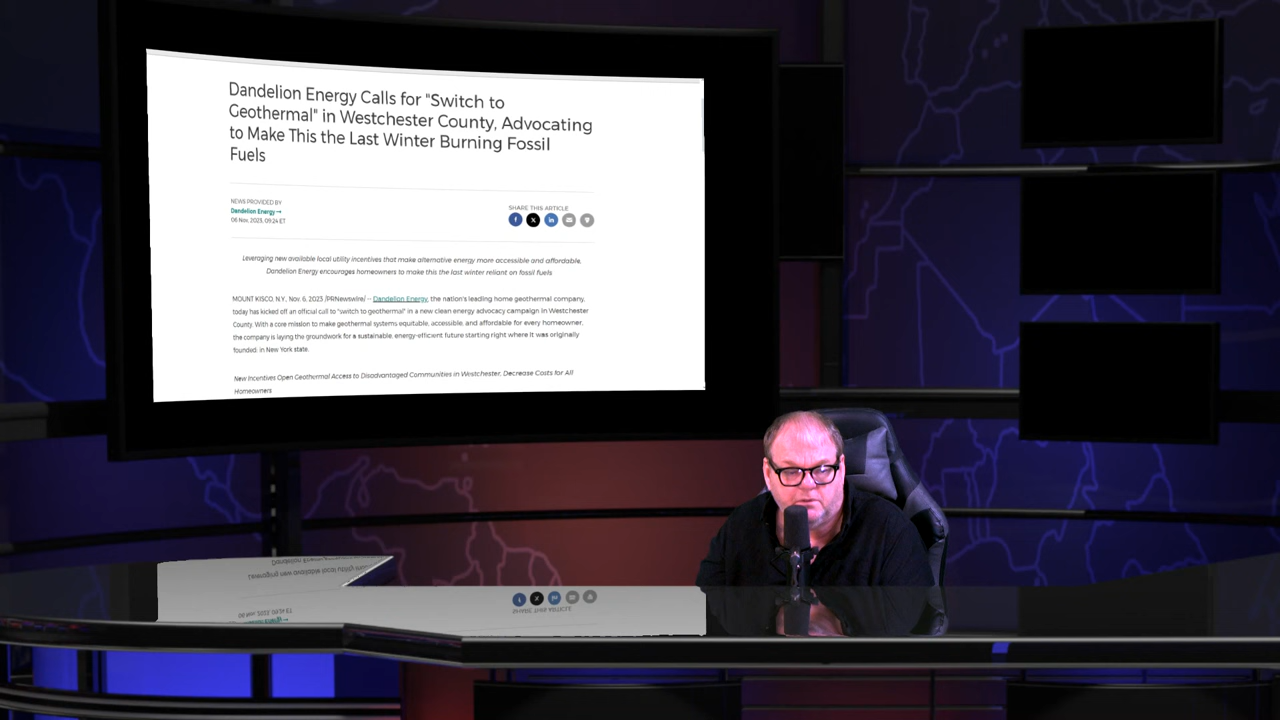 Dandelion Energy Calls for "Switch to
Geothermal" in Westchester County, Advocating
to Make This the Last Winter Burning Fossil
Fuels
NEWS PROVIDED BY
Dandelion Energy →
06 Nov, 2023, 09:24 ET
SHARE THIS ARTICLE
Leveraging new available local utility incentives that make alternative energy more accessible and affordable,
Dandelion Energy encourages homeowners to make this the last winter reliant on fossil fuels
MOUNT KISCO, N.Y., Nov. 6, 2023 /PRNewswire/ -- Dandelion Energy, the nation's leading home geothermal company,
today has kicked off an official call to "switch to geothermal" in a new clean energy advocacy campaign in Westchester
County. With a core mission to make geothermal systems equitable, accessible, and affordable for every homeowner,
the company is laying the groundwork for a sustainable, energy-efficient future starting right where it was originally
founded: in New York state.
New Incentives Open Geothermal Access to Disadvantaged Communities in Westchester, Decrease Costs for All
Homeowners